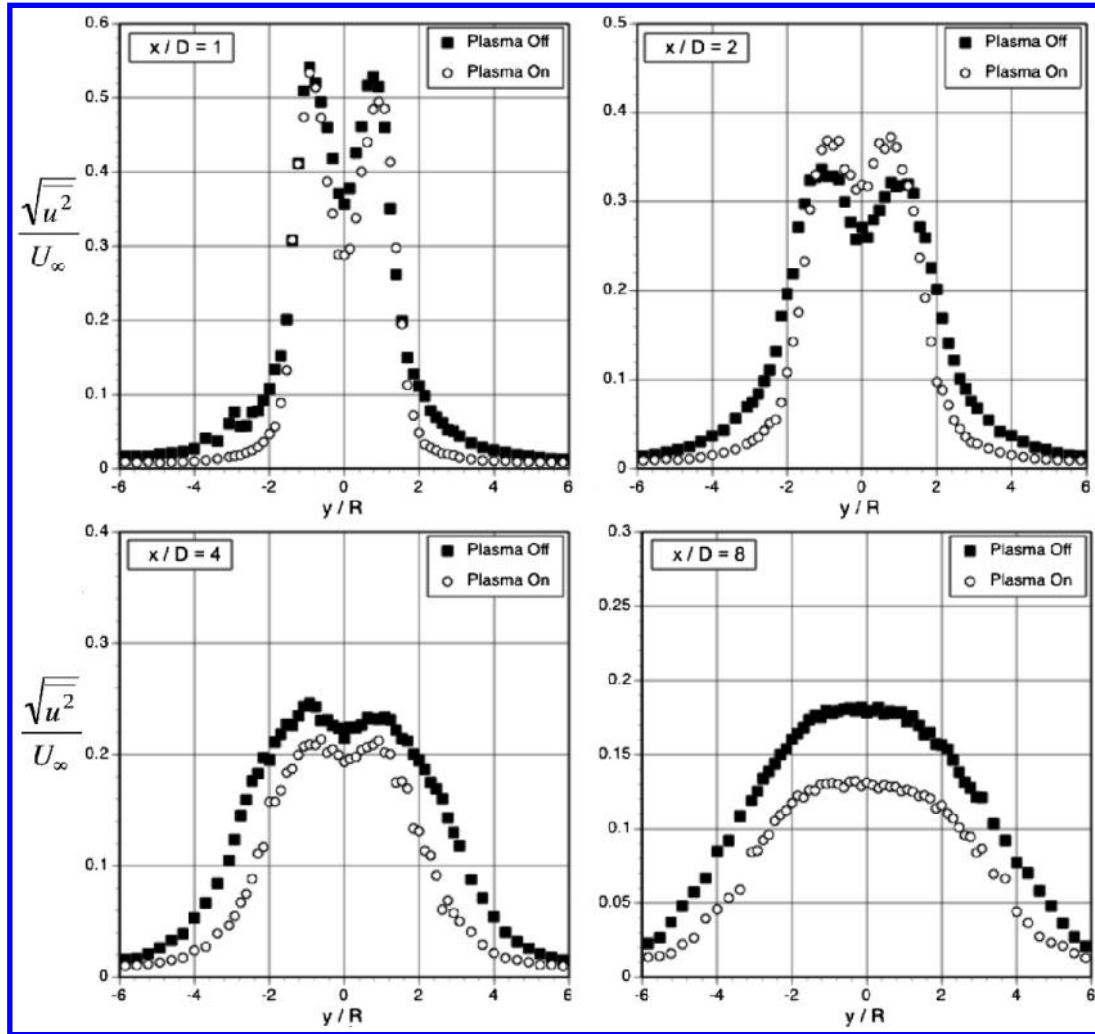 x / D = 1
Plasma Off
Plasma On
0.6
0.5
0.4
0.3
0.2
0.1
0
-6
-4
-2
0
2
4
6
y / R
√u² / U∞
x / D = 2
Plasma Off
Plasma On
0.5
0.4
0.3
0.2
0.1
0
-6
-4
-2
0
2
4
6
y / R
x / D = 4
Plasma Off
Plasma On
0.4
0.3
0.2
0.1
0
-6
-4
-2
0
2
4
6
y / R
√u² / U∞
x / D = 8
Plasma Off
Plasma On
0.3
0.25
0.2
0.15
0.1
0.05
0
-6
-4
-2
0
2
4
6
y / R